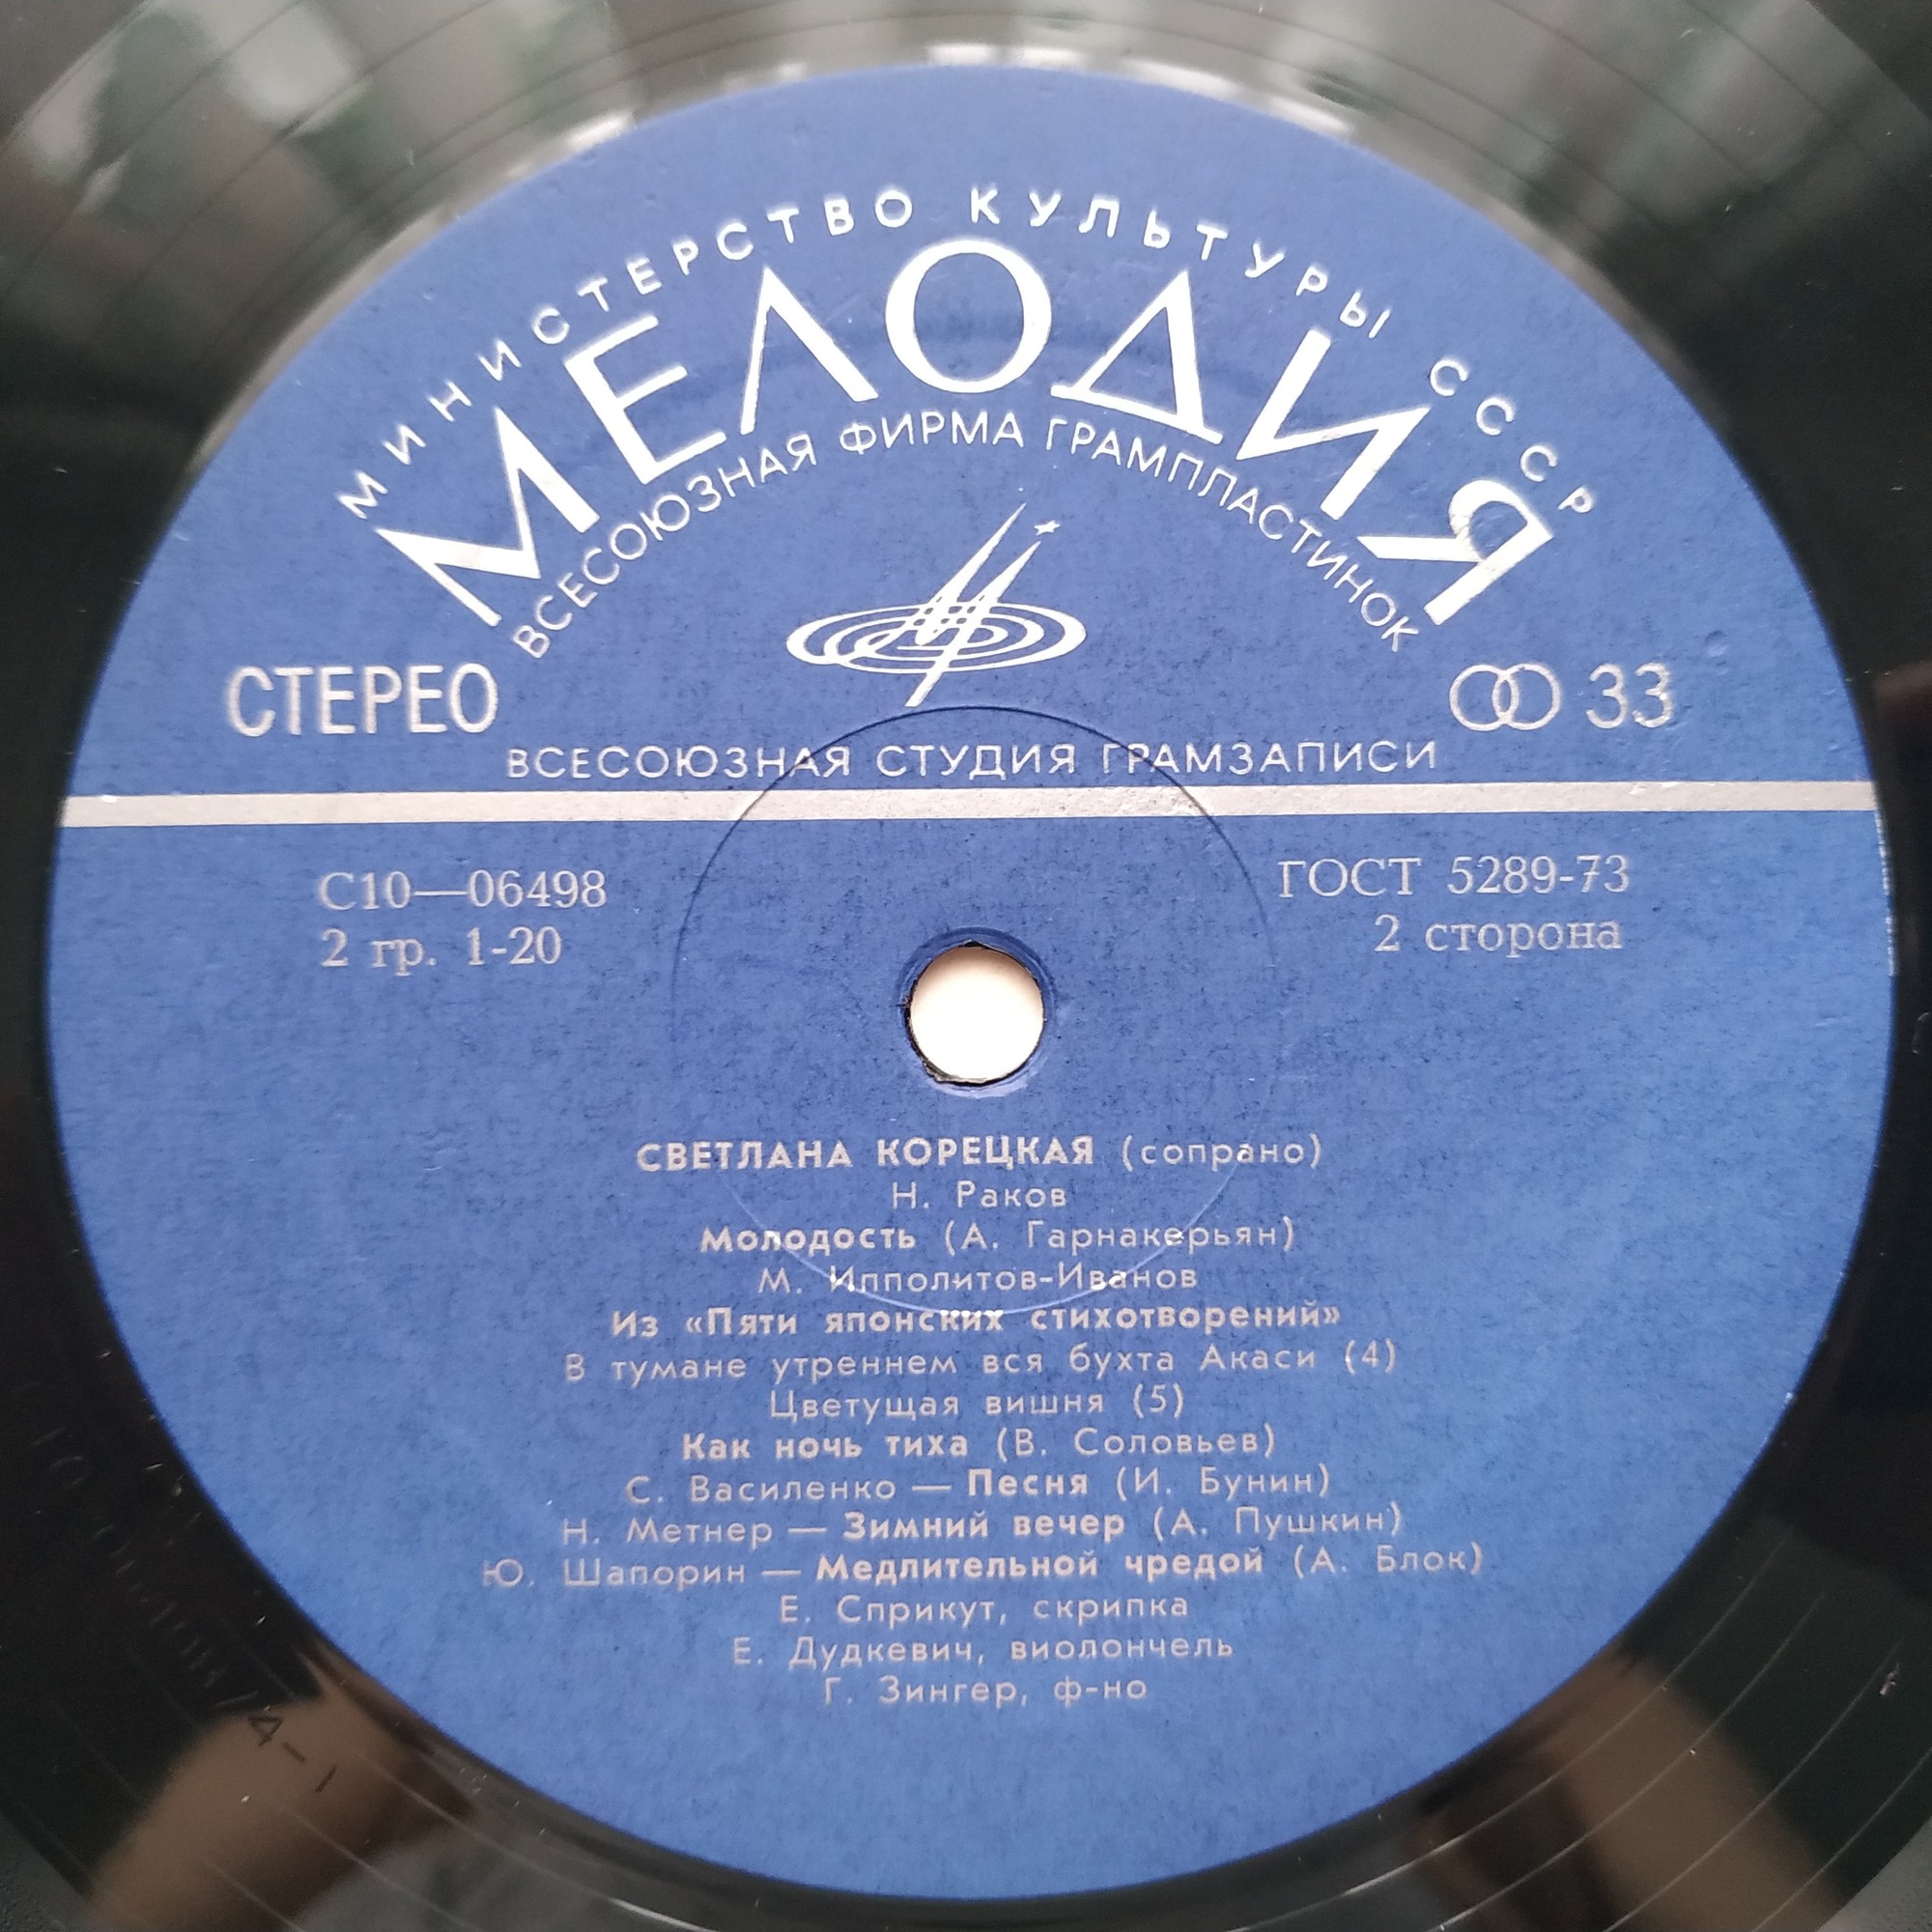 МИНИСТЕРСТВО КУЛЬТУРЫ СССР
МЕЛОДИЯ
ВСЕСОЮЗНАЯ ФИРМА ГРАМПЛАСТИНОК
СТЕРЕО
33
ВСЕСОЮЗНАЯ СТУДИЯ ГРАМЗАПИСИ
С10—06498
ГОСТ 5289-73
2 гр. 1-20
2 сторона
СВЕТЛАНА КОРЕЦКАЯ (сопрано)
Н. Раков
Молодость (А. Гарнакерьян)
М. Ипполитов-Иванов
Из «Пяти японских стихотворений»
В тумане утреннем вся бухта Акаси (4)
Цветущая вишня (5)
Как ночь тиха (В. Соловьев)
С. Василенко — Песня (И. Бунин)
Н. Метнер — Зимний вечер (А. Пушкин)
Ю. Шапорин — Медлительной чредой (А. Блок)
Е. Сприкут, скрипка
Е. Дудкевич, виолончель
Г. Зингер, ф-но